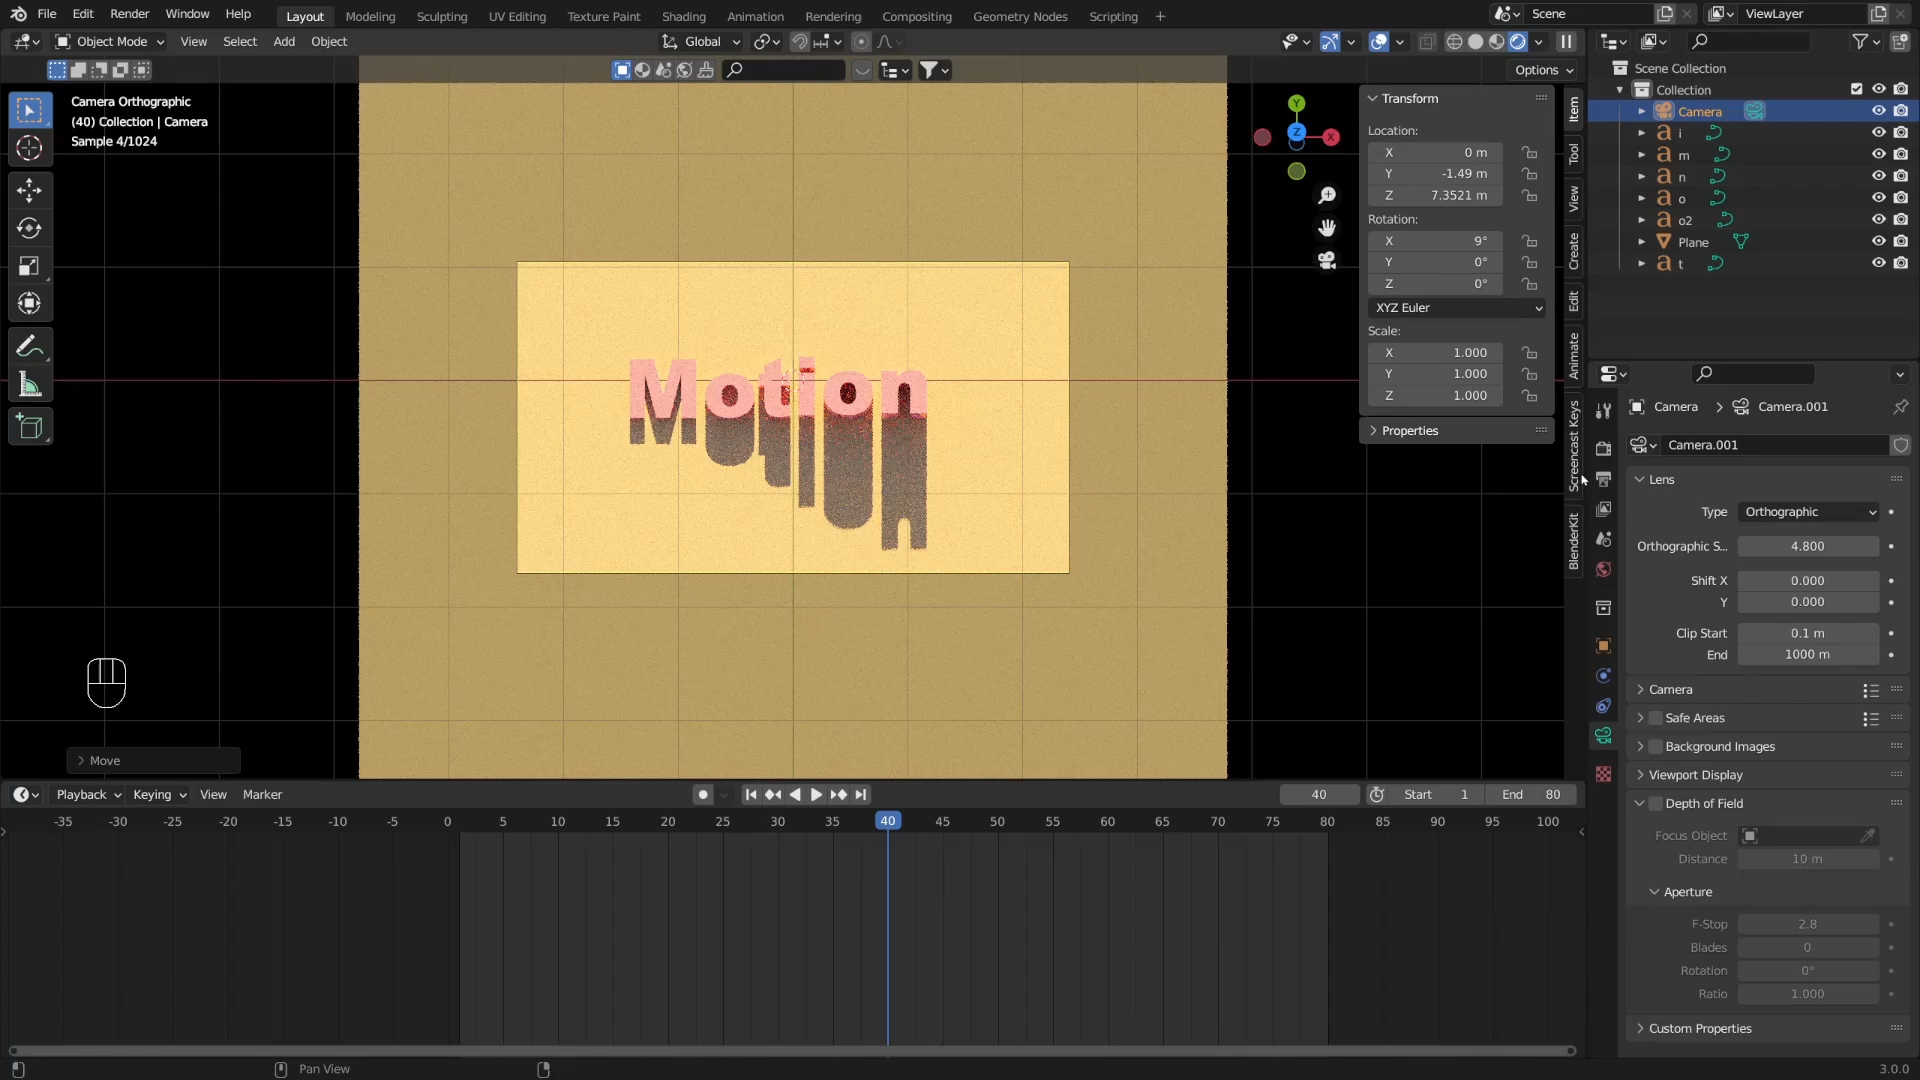 File Edit Render Window Help Layout Modeling Sculpting UV Editing Texture Paint Shading Animation Rendering Compositing Geometry Nodes Scripting + Scene ViewLayer
Object Mode View Select Add Object Global
Options
Camera Orthographic
(40) Collection | Camera
Sample 4/1024
Y
Z
X
Motion
Move
Transform
Location:
X 0 m
Y -1.49 m
Z 7.3521 m
Rotation:
X 9°
Y 0°
Z 0°
XYZ Euler
Scale:
X 1.000
Y 1.000
Z 1.000
Properties
Item
Tool
View
Create
Edit
Animate
Screencast Keys
BlenderKit
Scene Collection
Collection
Camera
i
m
n
o
o2
Plane
t
Camera Camera.001
Camera.001
Lens
Type Orthographic
Orthographic S... 4.800
Shift X 0.000
Y 0.000
Clip Start 0.1 m
End 1000 m
Camera
Safe Areas
Background Images
Viewport Display
Depth of Field
Focus Object
Distance 10 m
Aperture
F-Stop 2.8
Blades 0
Rotation 0°
Ratio 1.000
Custom Properties
Playback Keying View Marker 40 Start 1 End 80
-35 -30 -25 -20 -15 -10 -5 0 5 10 15 20 25 30 35 40 45 50 55 60 65 70 75 80 85 90 95 100
Pan View 3.0.0